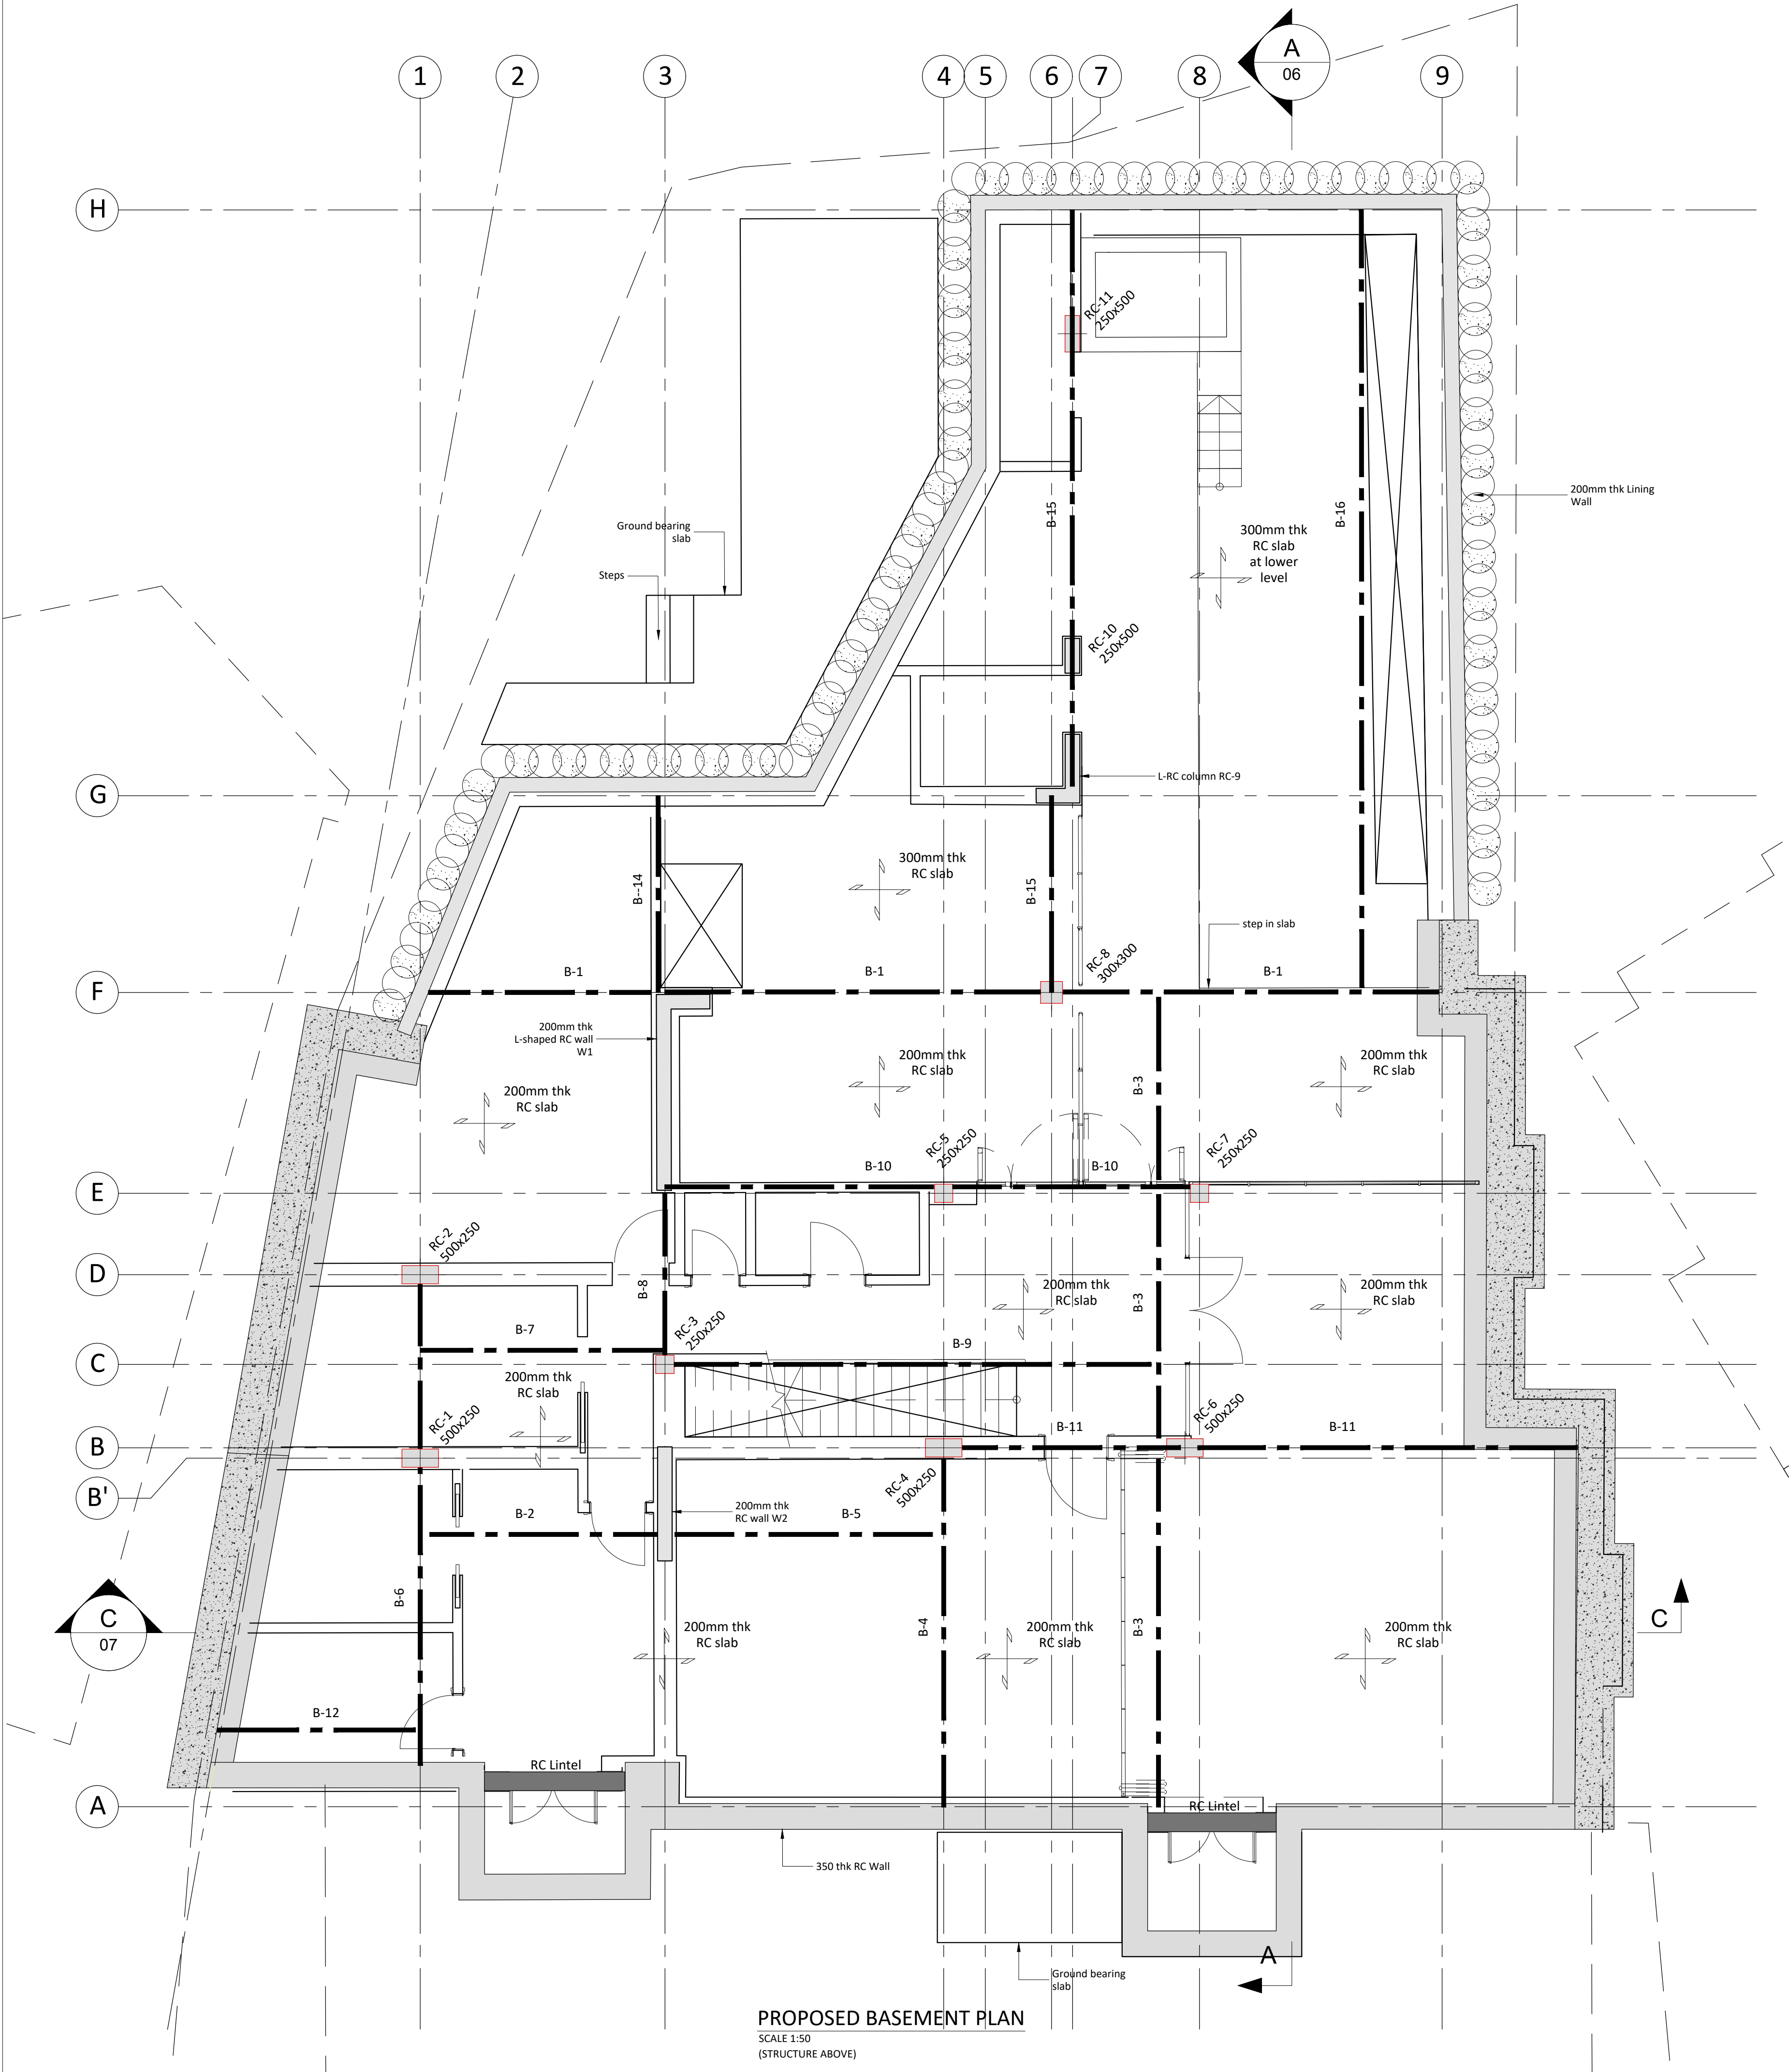 1
2
3
4
5
6
7
8
9
A
06
H
RC-11
250x500
B-15
B-16
200mm thk Lining
Wall
Ground bearing
slab
300mm thk
RC slab
at lower
level
Steps
RC-10
250x500
L-RC column RC-9
G
300mm thk
RC slab
B--14
B-15
step in slab
RC-8
300x300
B-1
B-1
B-1
F
200mm thk
L-shaped RC wall
W1
200mm thk
RC slab
200mm thk
RC slab
B-3
200mm thk
RC slab
RC-5
250x250
RC-7
250x250
B-10
B-10
E
RC-2
500x250
D
B-8
200mm thk
RC slab
B-3
200mm thk
RC slab
B-7
RC-3
250x250
B-9
C
200mm thk
RC slab
RC-1
500x250
RC-6
500x250
B-11
B-11
B
B'
RC-4
500x250
B-2
200mm thk
RC wall W2
B-5
B-6
B-4
B-3
C
07
C
200mm thk
RC slab
200mm thk
RC slab
200mm thk
RC slab
B-12
RC Lintel
A
RC Lintel
350 thk RC Wall
A
Ground bearing
slab
PROPOSED BASEMENT PLAN
SCALE 1:50
(STRUCTURE ABOVE)